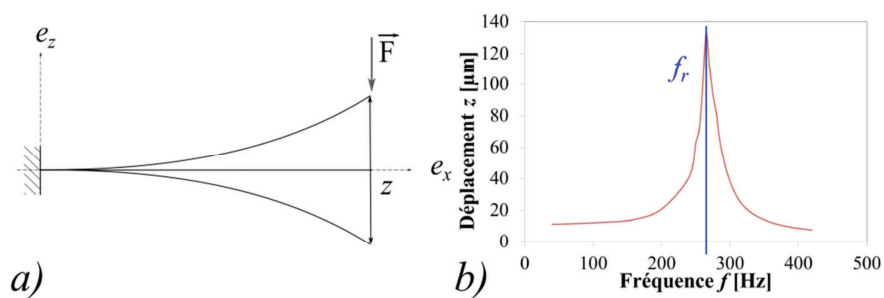 e_z
F
z
e_x
a)
Déplacement z [µm]
140
120
100
80
60
40
20
0
f_r
0
100
200
300
400
500
Fréquence f [Hz]
b)